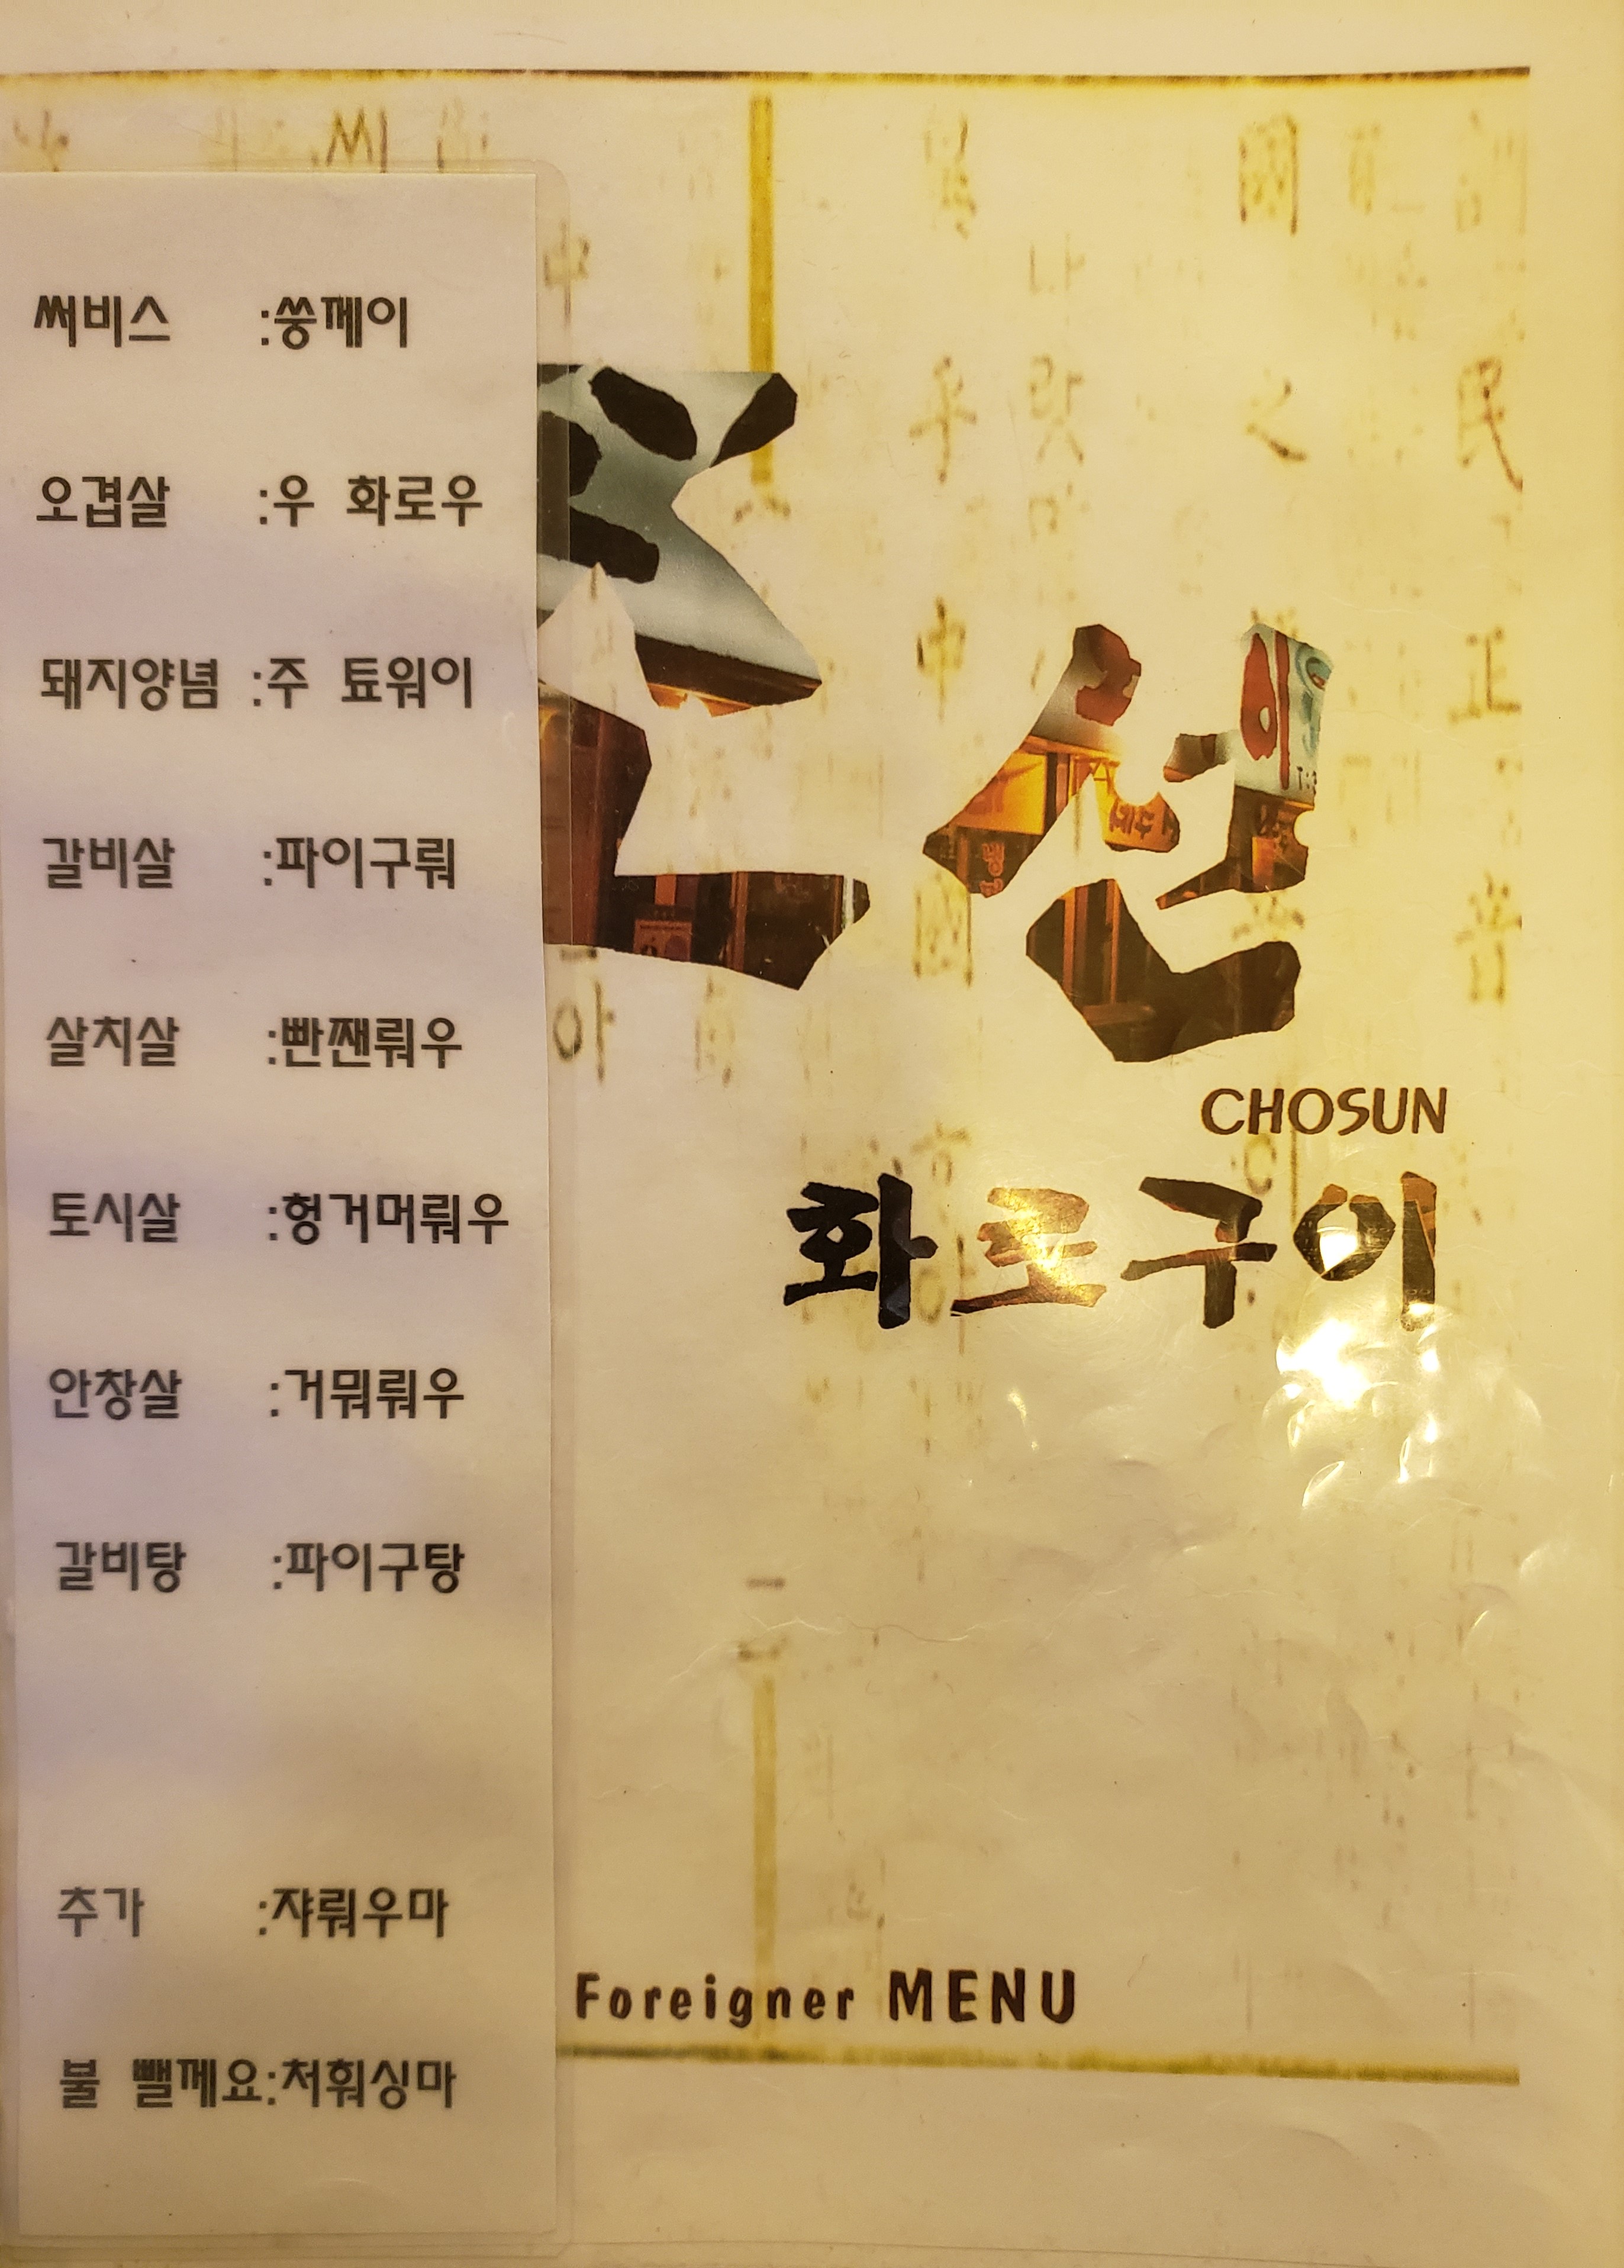 써비스 :쏭께이
오겹살 :우 화로우
돼지양념 :주 툐워이
갈비살 :파이구뤄
살치살 :빤쨴뤄우
토시살 :헝거머뤄우
안창살 :거뭐뤄우
갈비탕 :파이구탕
추가 :쟈뤄우마
불 뺄께요:처훠싱마
조선
CHOSUN
화로구이
Foreigner MENU